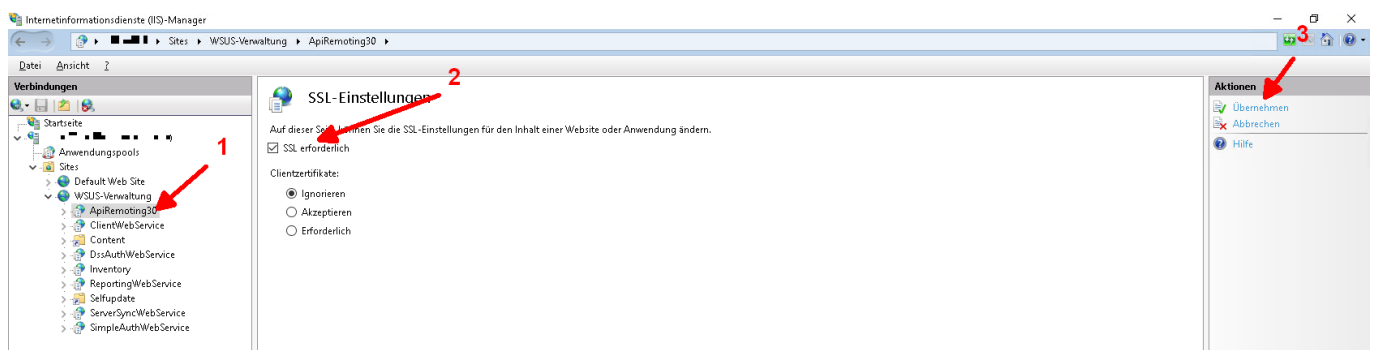 Internetinformationsdienste (IIS)-Manager
Sites WSUS-Verwaltung ApiRemoting30
Datei Ansicht ?
Verbindungen
Startseite
Anwendungspools
Sites
Default Web Site
WSUS-Verwaltung
ApiRemoting30
ClientWebService
Content
DssAuthWebService
Inventory
ReportingWebService
Selfupdate
ServerSyncWebService
SimpleAuthWebService
1
SSL-Einstellungen
2
Auf dieser Seite können Sie die SSL-Einstellungen für den Inhalt einer Website oder Anwendung ändern.
SSL erforderlich
Clientzertifikate:
Ignorieren
Akzeptieren
Erforderlich
3
Aktionen
Übernehmen
Abbrechen
Hilfe